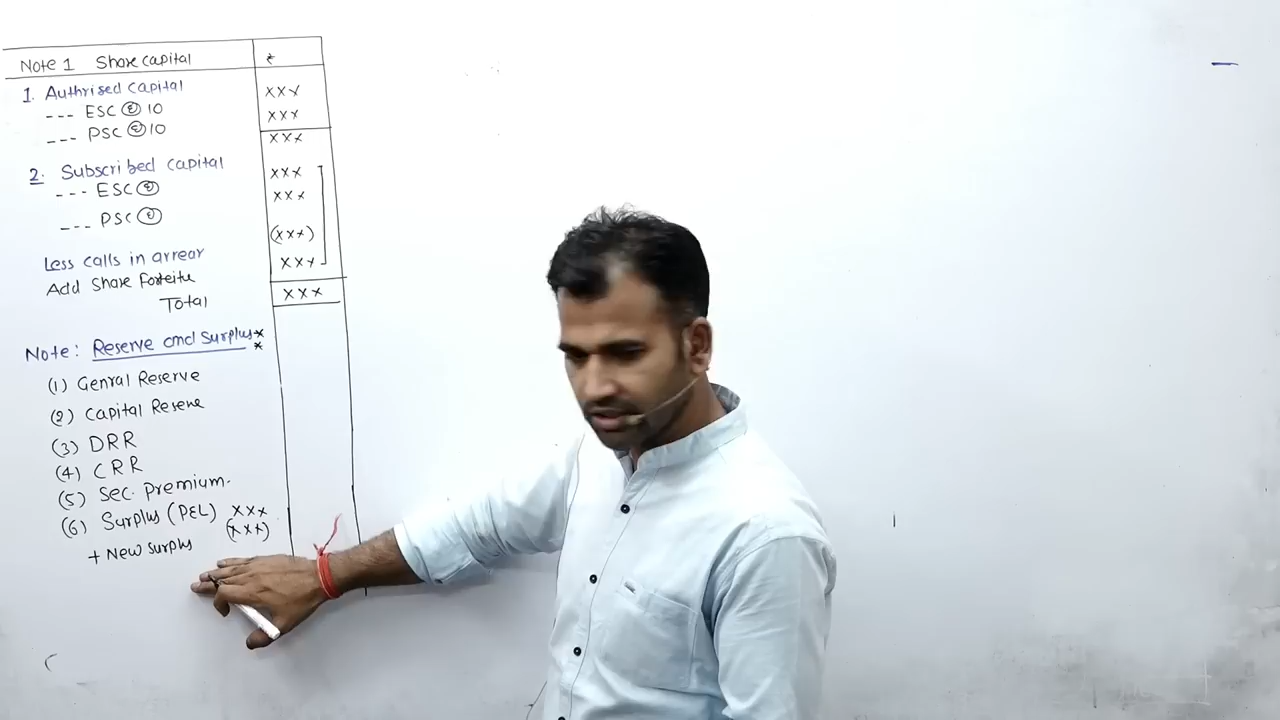 Note 1 Share capital ₹
1. Authrised capital xxx
--- ESC @ 10 xxx
--- PSC @ 10 xxx
2. Subscribed capital xxx
--- ESC @ xxx
--- PSC @ (xxx)
Less calls in arrear xxx
Add Share Forteite
Total xxx
Note: Reserve and Surplus **
(1) Genral Reserve
(2) Capital Reserve
(3) DRR
(4) CRR
(5) Sec. Premium.
(6) Surplus (P&L) xxx
+ New surplus (xxx)